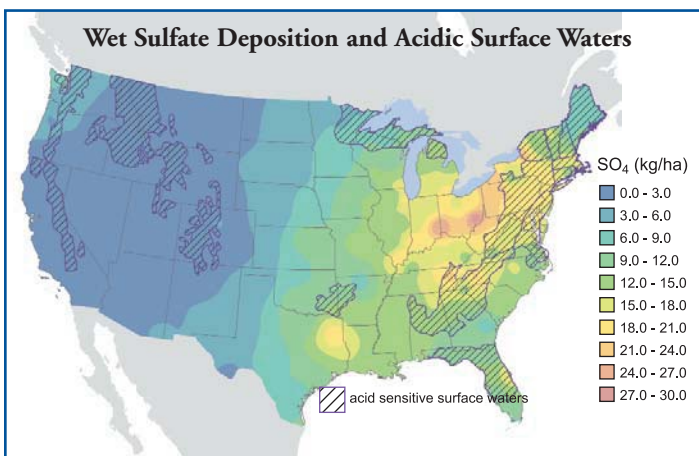 Wet Sulfate Deposition and Acidic Surface Waters
SO₄ (kg/ha)
0.0 - 3.0
3.0 - 6.0
6.0 - 9.0
9.0 - 12.0
12.0 - 15.0
15.0 - 18.0
18.0 - 21.0
21.0 - 24.0
24.0 - 27.0
27.0 - 30.0
acid sensitive surface waters